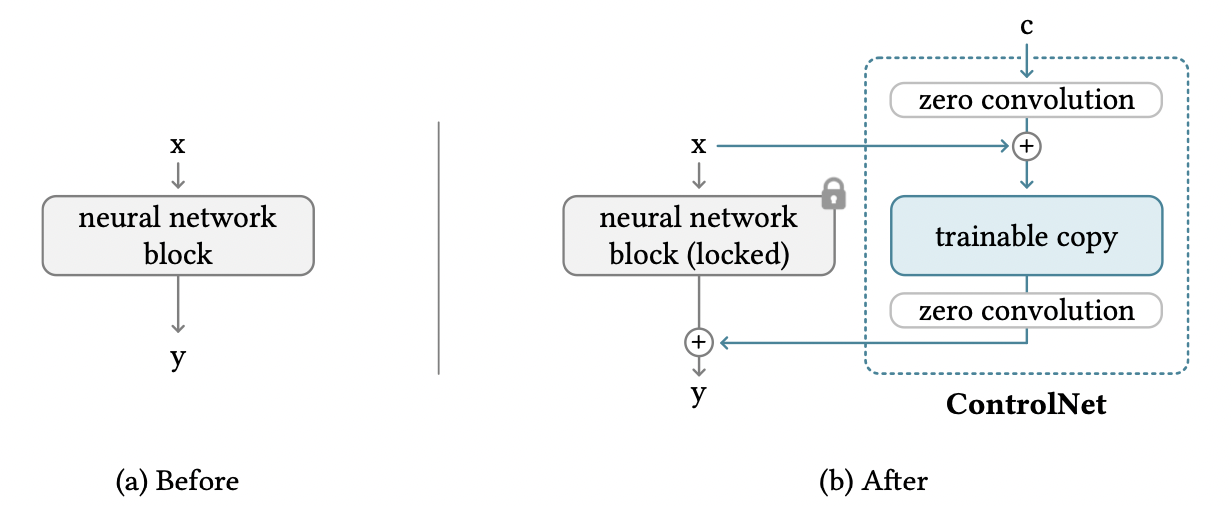 x
neural network
block
y
(a) Before
c
zero convolution
x
+
neural network
block (locked)
trainable copy
zero convolution
+
y
ControlNet
(b) After